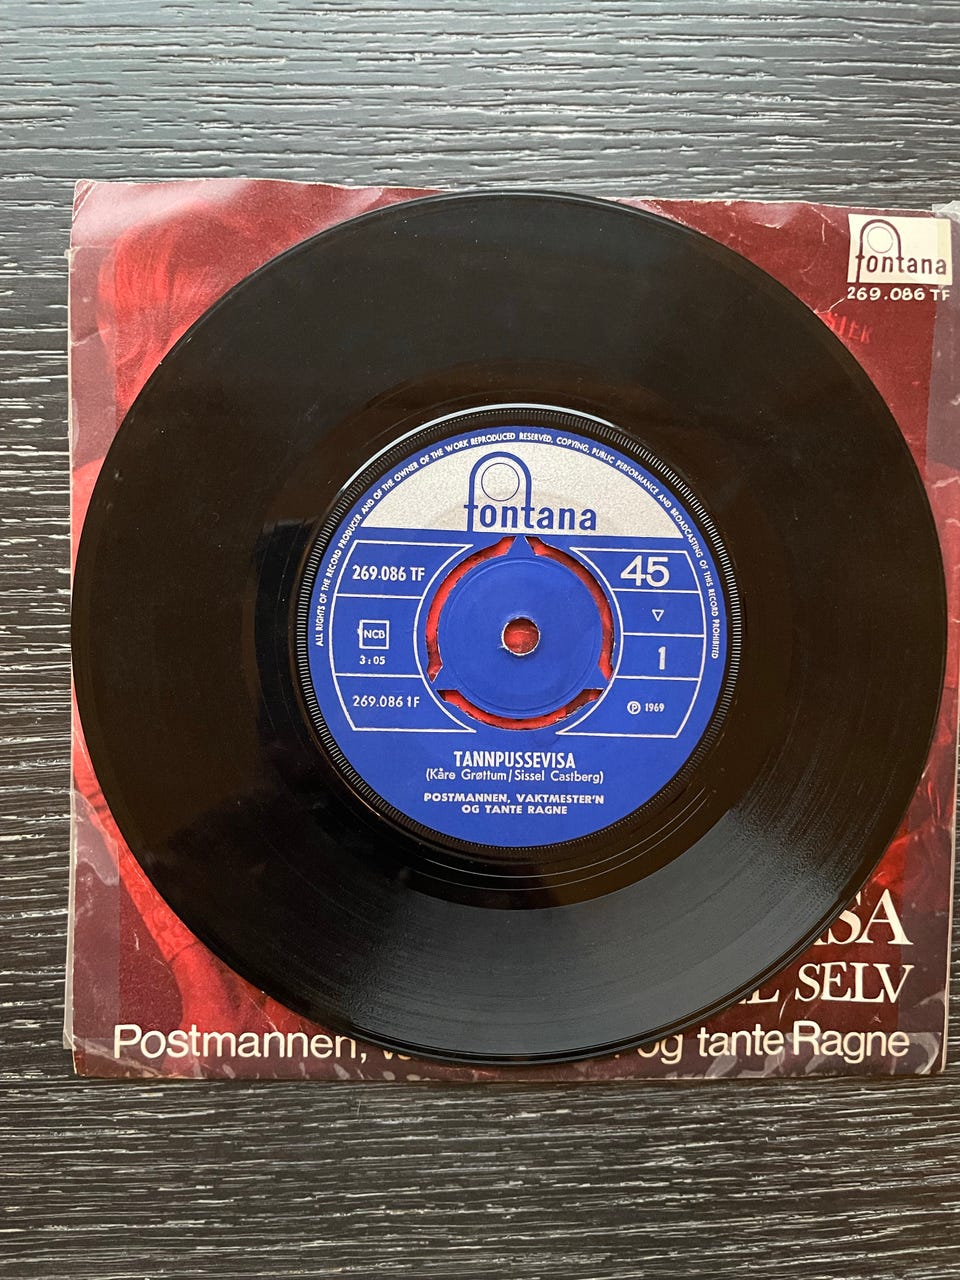 fontana
269.086 TF
ALL RIGHTS OF THE RECORD PRODUCER AND OF THE OWNER OF THE WORK REPRODUCED RESERVED. COPYING, PUBLIC PERFORMANCE AND BROADCASTING OF THIS RECORD PROHIBITED
fontana
269.086 TF
45
NCB
3:05
▽
1
269.086 1F
Ⓟ 1969
TANNPUSSEVISA
(Kåre Grøttum/Sissel Castberg)
POSTMANNEN, VAKTMESTER'N
OG TANTE RAGNE
SELV
Postmannen, og tante Ragne